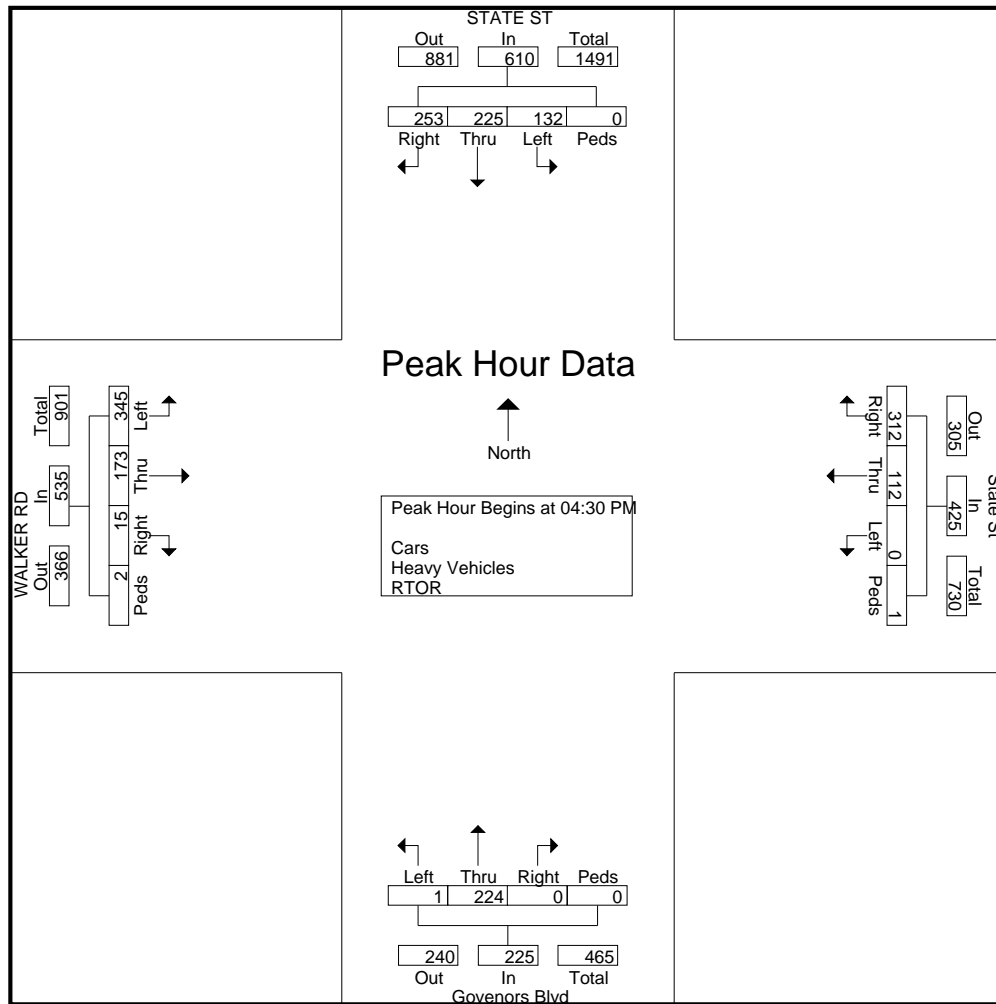 STATE ST
Out In Total
881 610 1491
253 225 132 0
Right Thru Left Peds
Peak Hour Data
North
Peak Hour Begins at 04:30 PM
Cars
Heavy Vehicles
RTOR
WALKER RD
Out In Total
366 535 901
345 173 15 2
Left Thru Right Peds
State St
Out In Total
305 425 730
312 112 0 1
Right Thru Left Peds
Left Thru Right Peds
1 224 0 0
240 225 465
Out In Total
Govenors Blvd